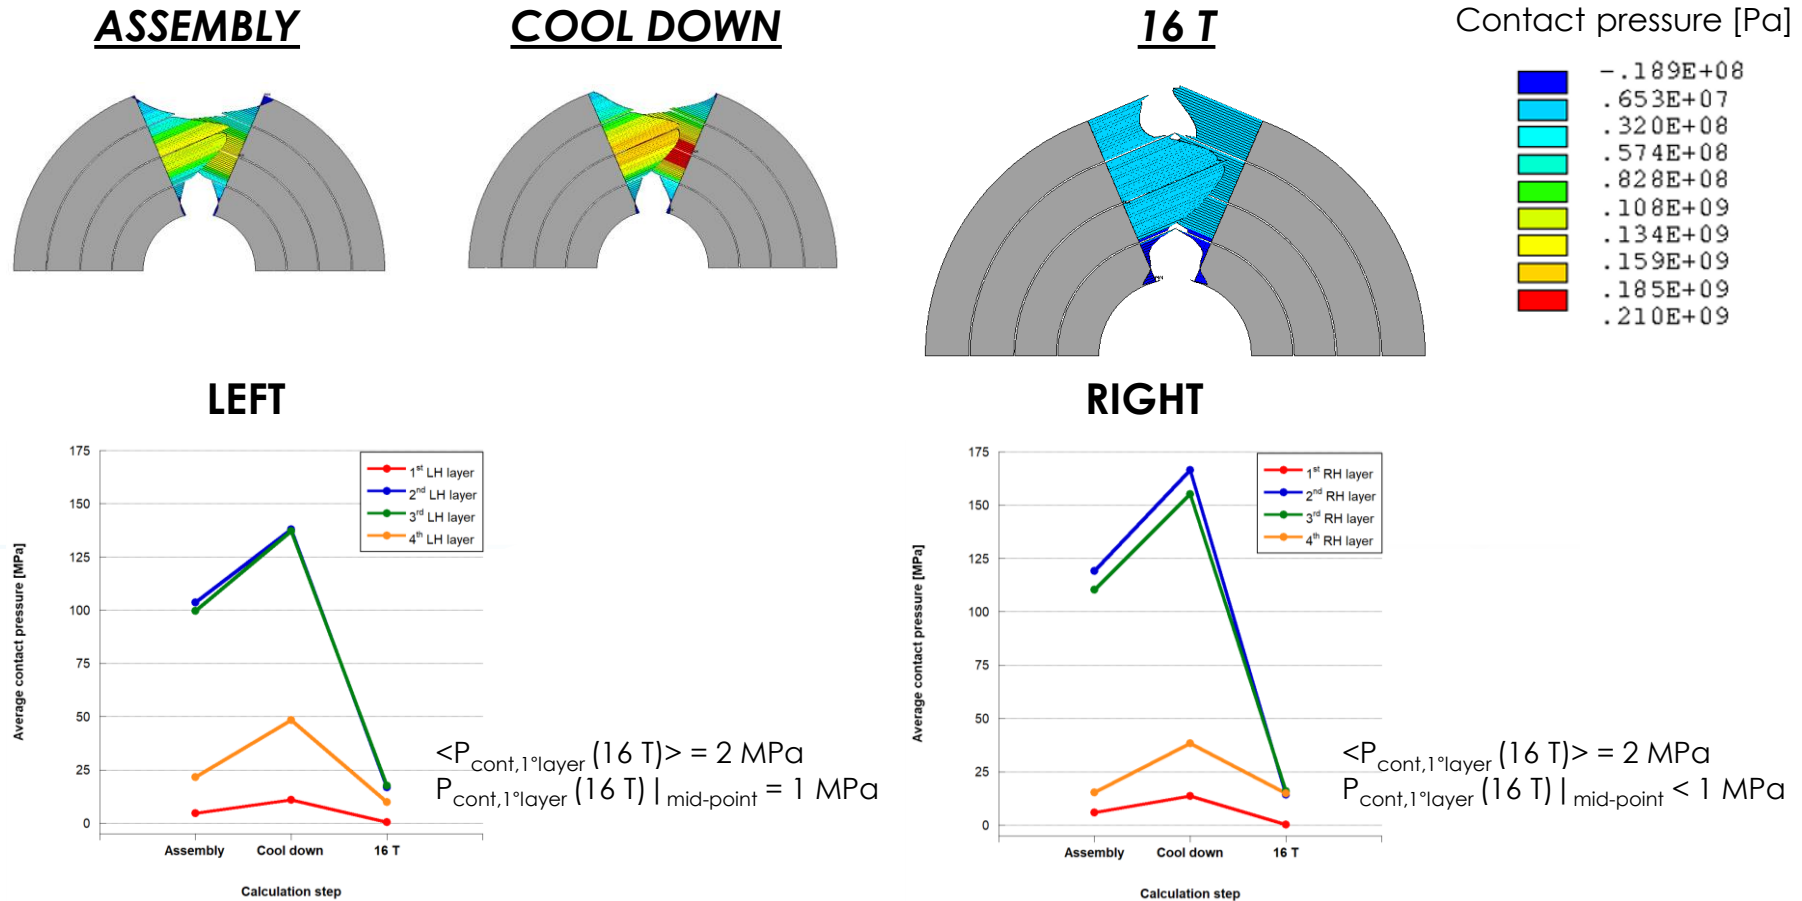 ASSEMBLY
COOL DOWN
16 T
Contact pressure [Pa]
-.189E+08
.653E+07
.320E+08
.574E+08
.828E+08
.108E+09
.134E+09
.159E+09
.185E+09
.210E+09
LEFT
175
150
125
100
75
50
25
0
Average contact pressure [MPa]
1st LH layer
2nd LH layer
3rd LH layer
4th LH layer
Assembly Cool down 16 T
Calculation step
<Pcont,1°layer (16 T)> = 2 MPa
Pcont,1°layer (16 T)|mid-point = 1 MPa
RIGHT
175
150
125
100
75
50
25
0
Average contact pressure [MPa]
1st RH layer
2nd RH layer
3rd RH layer
4th RH layer
Assembly Cool down 16 T
Calculation step
<Pcont,1°layer (16 T)> = 2 MPa
Pcont,1°layer (16 T)|mid-point < 1 MPa